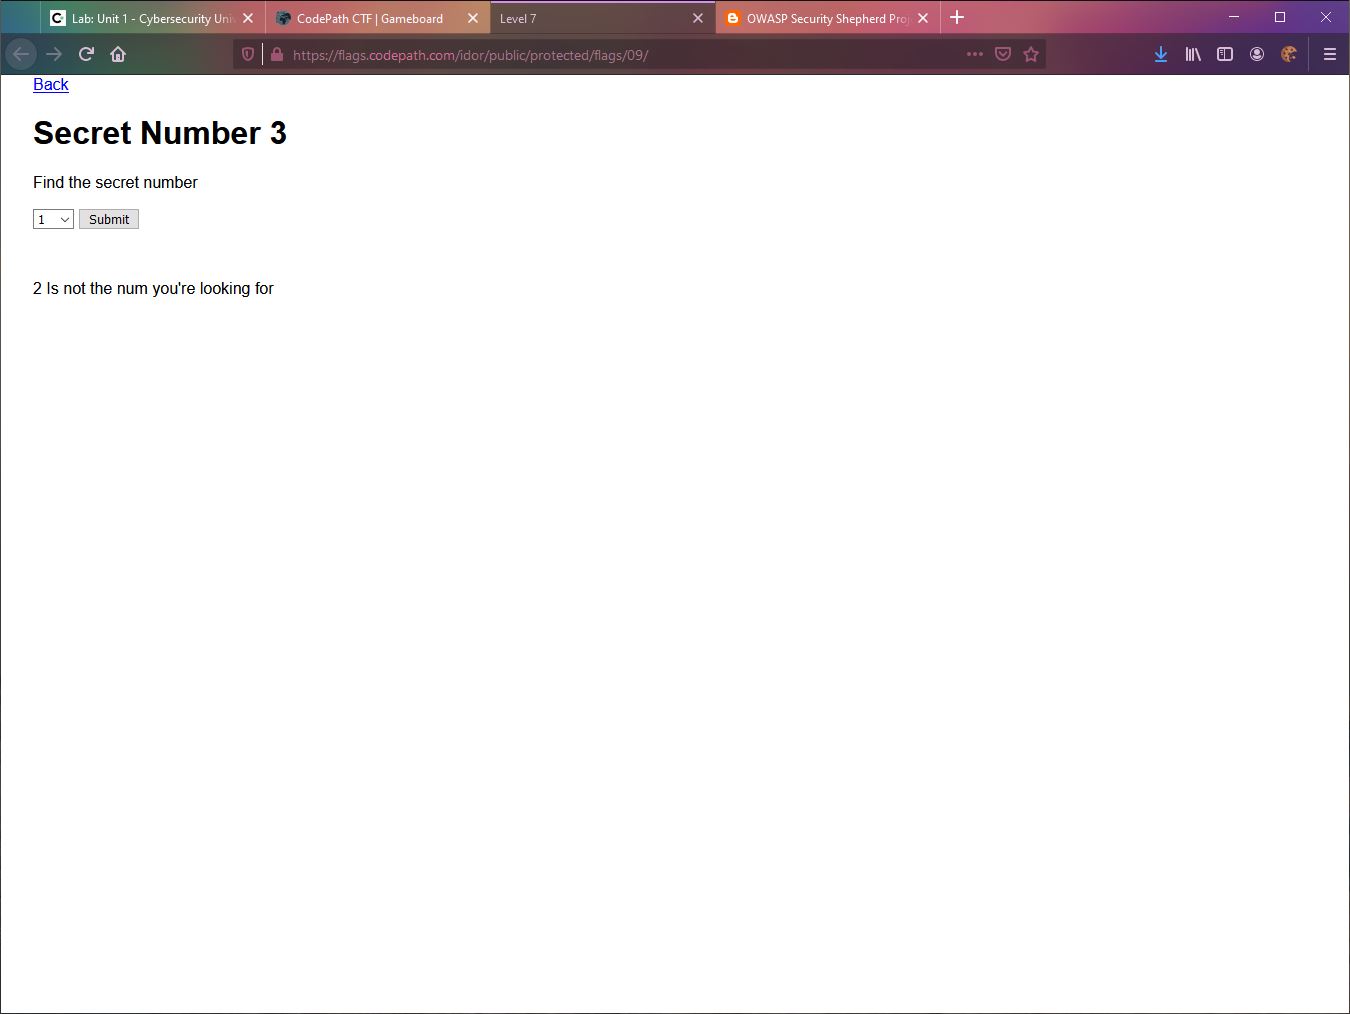 Lab: Unit 1 - Cybersecurity Univ
CodePath CTF | Gameboard
Level 7
OWASP Security Shepherd Proj
https://flags.codepath.com/idor/public/protected/flags/09/
Back
Secret Number 3
Find the secret number
1 Submit
2 Is not the num you're looking for